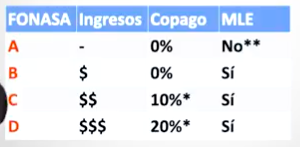 FONASA Ingresos Copago MLE
A - 0% No**
B $ 0% Sí
C $$ 10%* Sí
D $$$ 20%* Sí